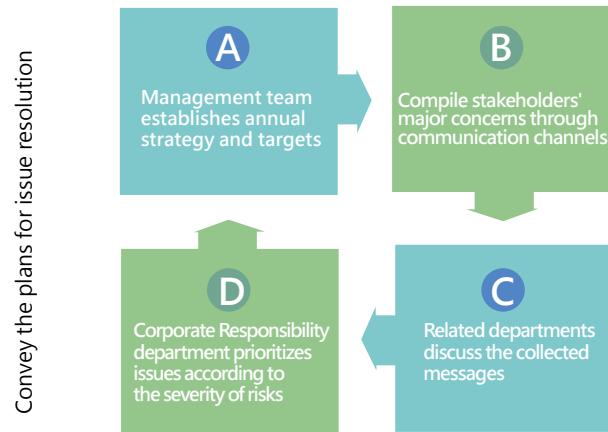 Convey the plans for issue resolution
A
Management team
establishes annual
strategy and targets
B
Compile stakeholders'
major concerns through
communication channels
C
Related departments
discuss the collected
messages
D
Corporate Responsibility
department prioritizes
issues according to
the severity of risks